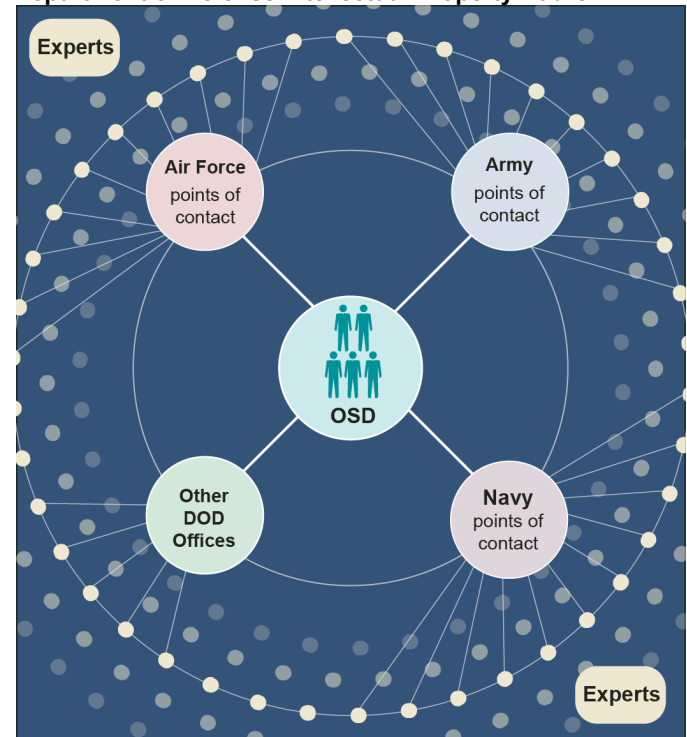 Experts
Air Force
points of
contact
Army
points of
contact
OSD
Other
DOD
Offices
Navy
points of
contact
Experts